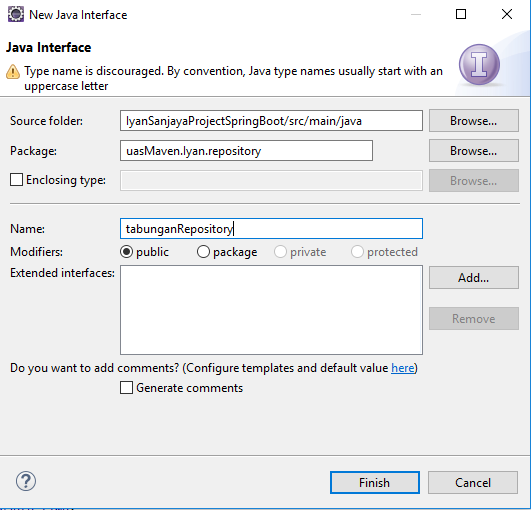 New Java Interface
Java Interface
Type name is discouraged. By convention, Java type names usually start with an
uppercase letter
Source folder:
IyanSanjayaProjectSpringBoot/src/main/java
Browse...
Package:
uasMaven.Iyan.repository
Browse...
Enclosing type:
Browse...
Name:
tabunganRepository
Modifiers:
public
package
private
protected
Extended interfaces:
Add...
Remove
Do you want to add comments? (Configure templates and default value here)
Generate comments
?
Finish
Cancel